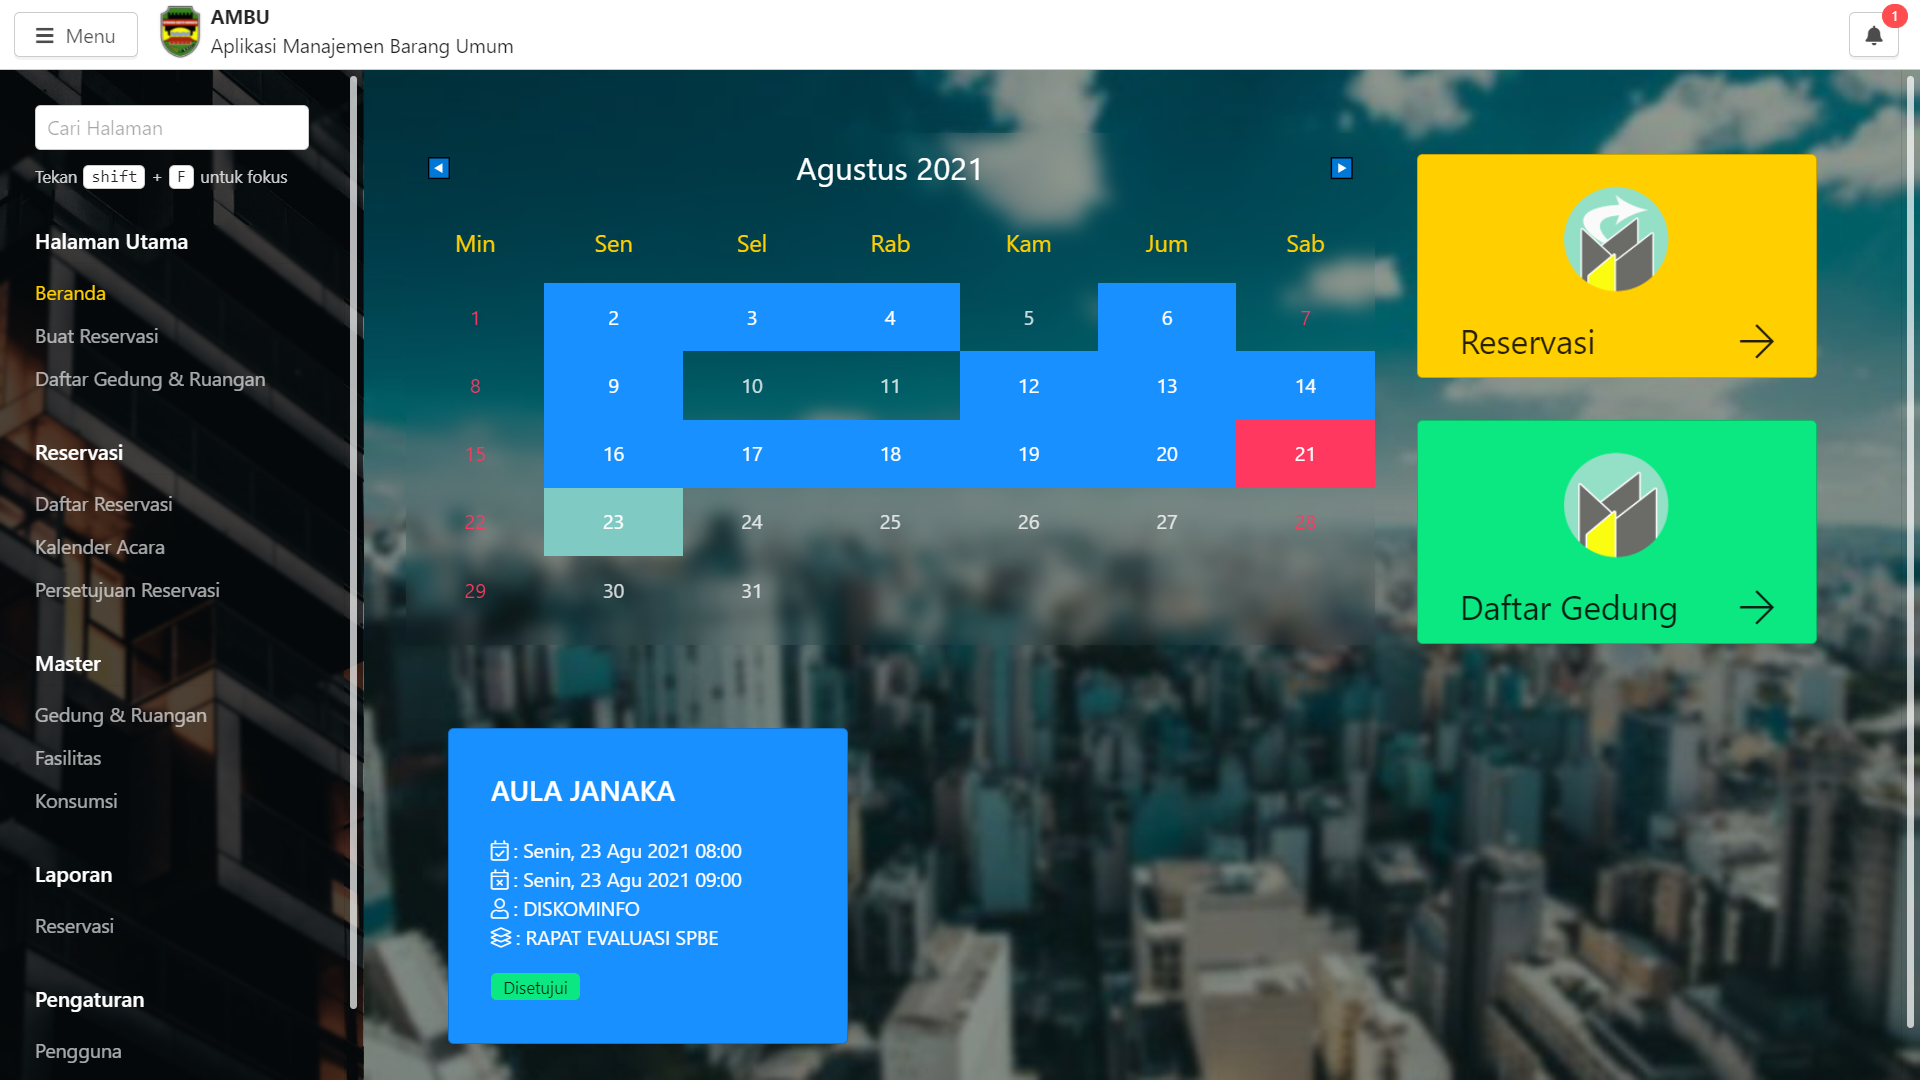 Menu
AMBU
Aplikasi Manajemen Barang Umum
1
Cari Halaman
Tekan shift + F untuk fokus
Halaman Utama
Beranda
Buat Reservasi
Daftar Gedung & Ruangan
Reservasi
Daftar Reservasi
Kalender Acara
Persetujuan Reservasi
Master
Gedung & Ruangan
Fasilitas
Konsumsi
Laporan
Reservasi
Pengaturan
Pengguna
Agustus 2021
Min Sen Sel Rab Kam Jum Sab
1 2 3 4 5 6 7
8 9 10 11 12 13 14
15 16 17 18 19 20 21
22 23 24 25 26 27 28
29 30 31
Reservasi
Daftar Gedung
AULA JANAKA
: Senin, 23 Agu 2021 08:00
: Senin, 23 Agu 2021 09:00
: DISKOMINFO
: RAPAT EVALUASI SPBE
Disetujui